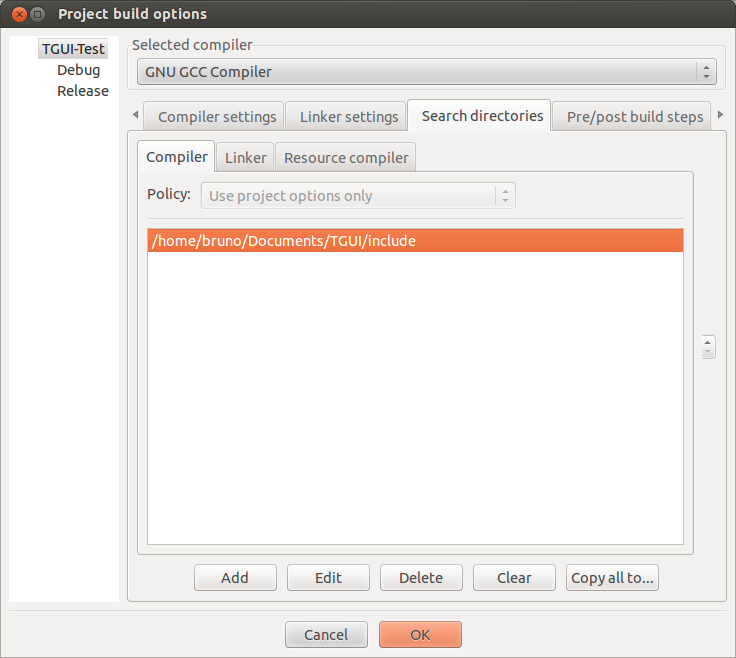 Project build options
TGUI-Test
Debug
Release
Selected compiler
GNU GCC Compiler
Compiler settings
Linker settings
Search directories
Pre/post build steps
Compiler
Linker
Resource compiler
Policy:
Use project options only
/home/bruno/Documents/TGUI/include
Add
Edit
Delete
Clear
Copy all to...
Cancel
OK